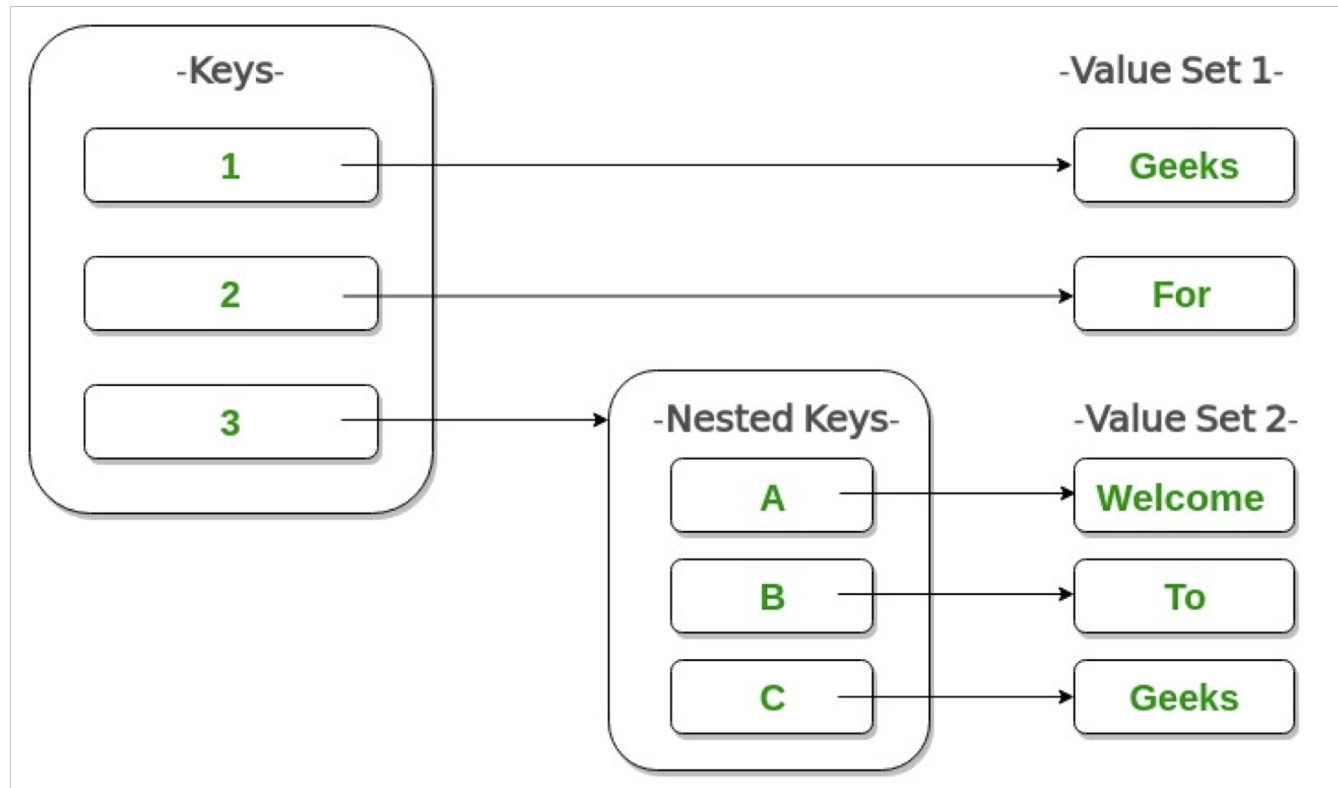 -Keys-
-Value Set 1-
1
Geeks
2
For
3
-Nested Keys-
-Value Set 2-
A
Welcome
B
To
C
Geeks